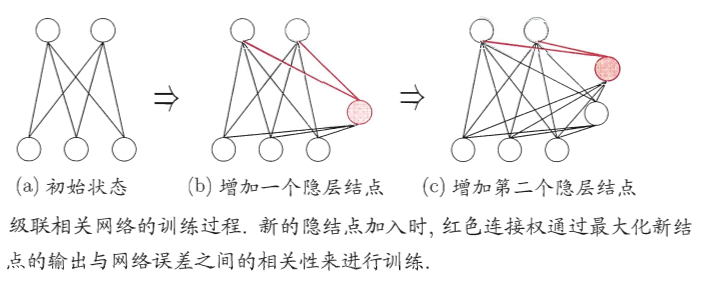 (a) 初始状态 (b) 增加一个隐层结点 (c) 增加第二个隐层结点
级联相关网络的训练过程. 新的隐结点加入时, 红色连接权通过最大化新结
点的输出与网络误差之间的相关性来进行训练.